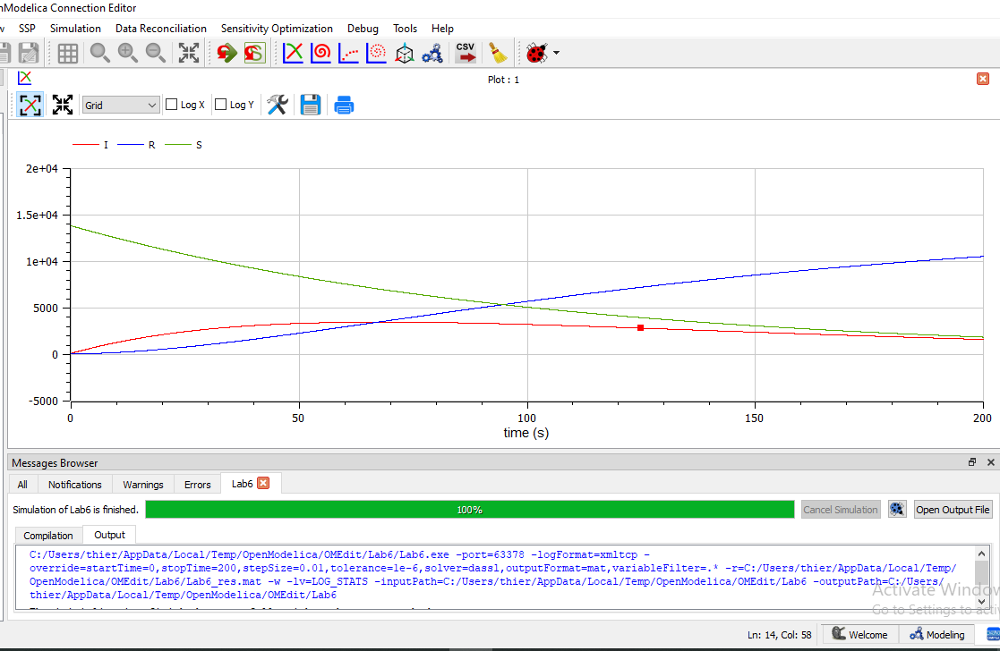 nModelica Connection Editor
SSP Simulation Data Reconciliation Sensitivity Optimization Debug Tools Help
CSV
Plot : 1
Grid Log X Log Y
I R S
2e+04
1.5e+04
1e+04
5000
0
-5000
0 50 100 150 200
time (s)
Messages Browser
All Notifications Warnings Errors Lab6
Simulation of Lab6 is finished. 100% Cancel Simulation Open Output File
Compilation Output
C:/Users/thier/AppData/Local/Temp/OpenModelica/OMEdit/Lab6/Lab6.exe -port=63378 -logFormat=xmltcp -
override=startTime=0,stopTime=200,stepSize=0.01,tolerance=1e-6,solver=dassl,outputFormat=mat,variableFilter=.* -r=C:/Users/thier/AppData/Local/Temp/
OpenModelica/OMEdit/Lab6/Lab6_res.mat -w -lv=LOG_STATS -inputPath=C:/Users/thier/AppData/Local/Temp/OpenModelica/OMEdit/Lab6 -outputPath=C:/Users/
thier/AppData/Local/Temp/OpenModelica/OMEdit/Lab6
Activate Window
Go to Settings to activ
Ln: 14, Col: 58 Welcome Modeling